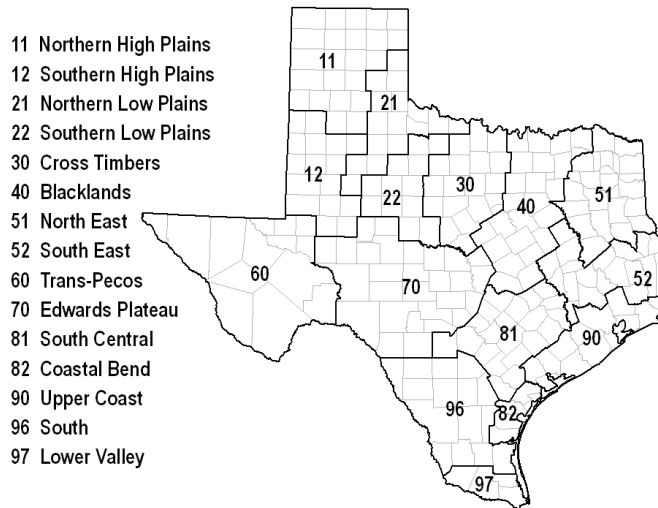 11 Northern High Plains
12 Southern High Plains
21 Northern Low Plains
22 Southern Low Plains
30 Cross Timbers
40 Blacklands
51 North East
52 South East
60 Trans-Pecos
70 Edwards Plateau
81 South Central
82 Coastal Bend
90 Upper Coast
96 South
97 Lower Valley
11
21
12
22
30
40
51
60
70
52
81
90
96
82
97